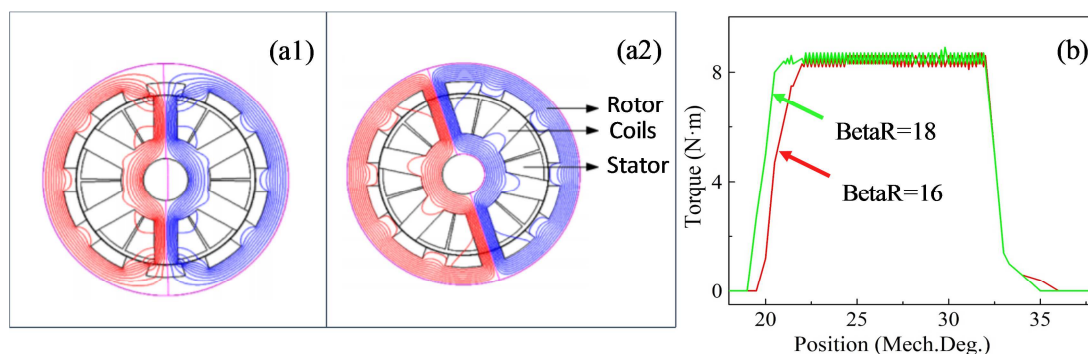 (a1)
(a2)
Rotor
Coils
Stator
(b)
Torque (N·m)
8
4
0
BetaR=18
BetaR=16
20
25
30
35
Position (Mech.Deg.)